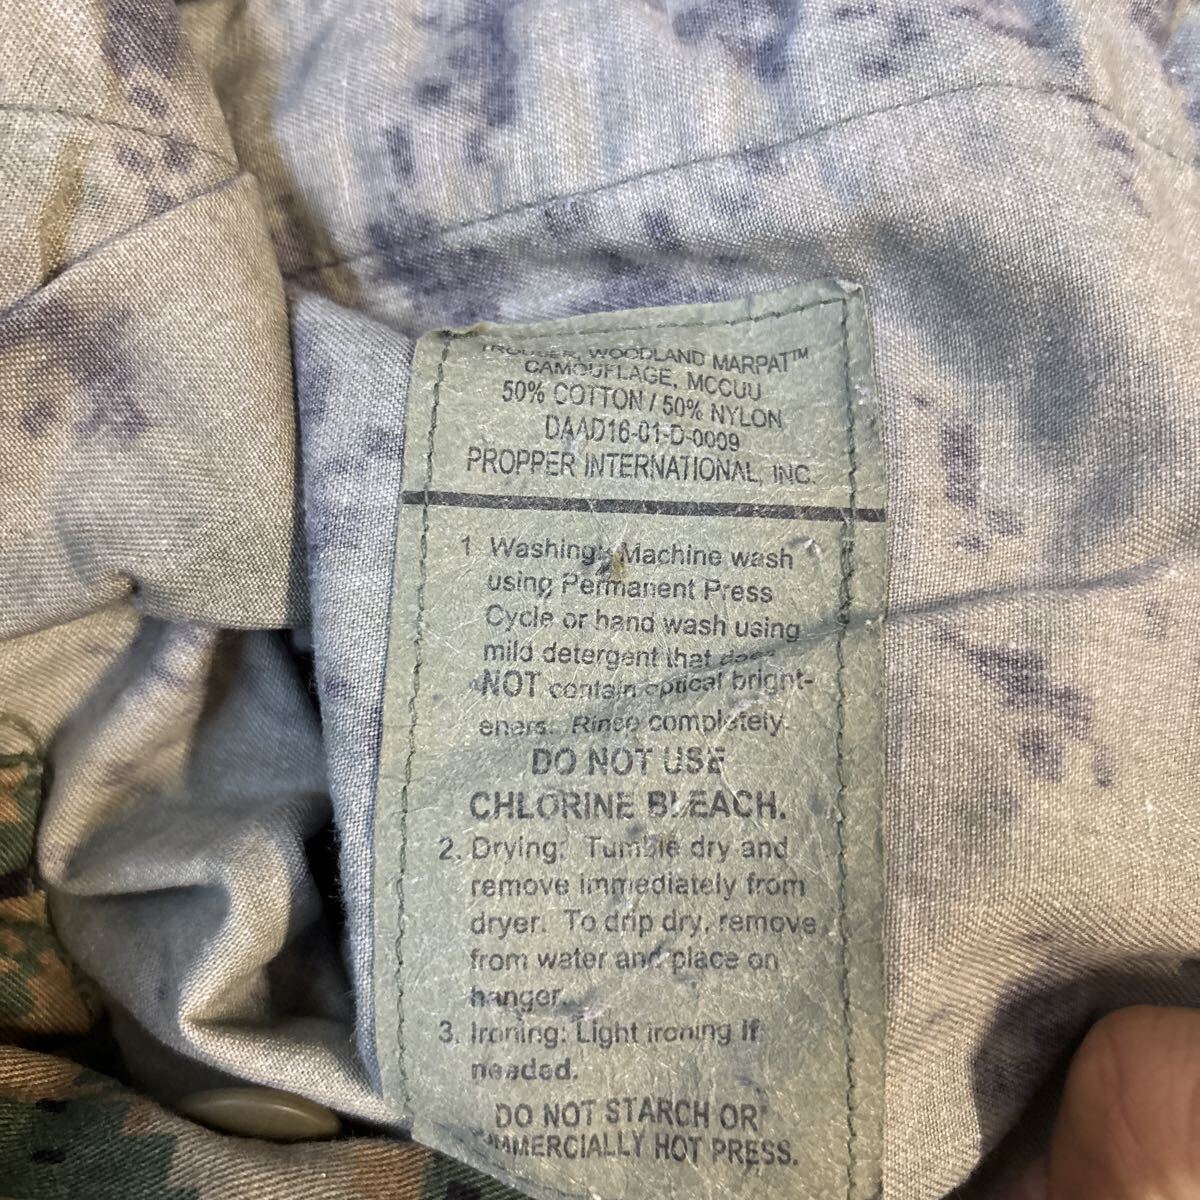 TROUSER, WOODLAND MARPAT™
CAMOUFLAGE, MCCUU
50% COTTON / 50% NYLON
DAAD16-01-D-0009
PROPPER INTERNATIONAL, INC.
1. Washing: Machine wash
using Permanent Press
Cycle or hand wash using
mild detergent that does
NOT contain optical bright-
eners. Rinse completely.
DO NOT USE
CHLORINE BLEACH.
2. Drying: Tumble dry and
remove immediately from
dryer. To drip dry, remove
from water and place on
hanger.
3. Ironing: Light ironing if
needed.
DO NOT STARCH OR
COMMERCIALLY HOT PRESS.